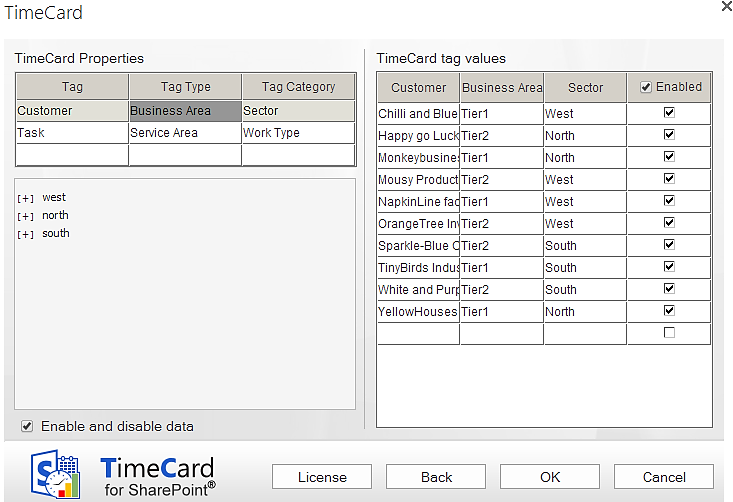 TimeCard
TimeCard Properties
Tag Tag Type Tag Category
Customer Business Area Sector
Task Service Area Work Type
[+] west
[+] north
[+] south
Enable and disable data
TimeCard tag values
Customer Business Area Sector Enabled
Chilli and Blue Tier1 West
Happy go Luck Tier2 North
Monkeybusines Tier1 North
Mousy Product Tier2 West
NapkinLine fac Tier1 West
OrangeTree Inv Tier2 West
Sparkle-Blue C Tier2 South
TinyBirds Indus Tier1 South
White and Purp Tier2 South
YellowHouses Tier1 North
S
TimeCard
for SharePoint®
License Back OK Cancel